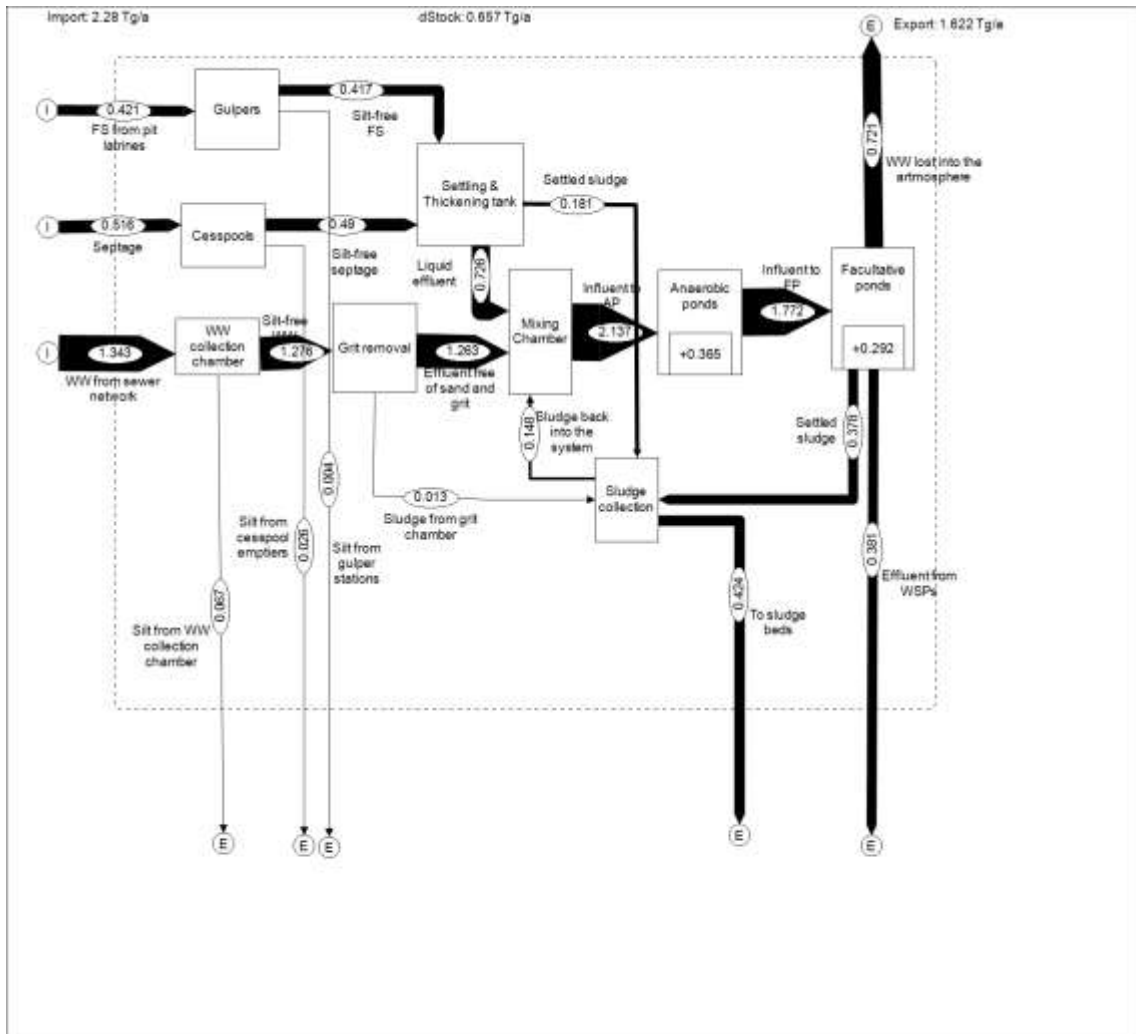 Import: 2.28 Tg/a
dStock: 0.657 Tg/a
Export: 1.622 Tg/a
E
I
0.421
FS from pit
latrines
Gulpers
0.417
Silt-free
FS
0.721
WW lost into the
artmosphere
Settling &
Thickening tank
Settled sludge
0.181
I
0.516
Septage
Cesspools
0.49
Silt-free
septage
Liquid
effluent
0.726
Influent to
AP
2.137
Mixing
Chamber
Anaerobic
ponds
+0.365
Influent to
FP
1.772
Facultative
ponds
+0.292
I
1.343
WW from sewer
network
WW
collection
chamber
Silt-free
1.276
Grit removal
1.263
Effluent free
of sand and
grit
0.148
Sludge back
into the
system
Settled
sludge
0.378
Sludge
collection
0.013
Sludge from grit
chamber
0.004
Silt from
gulper
stations
Silt from
cesspool
emptiers
0.026
0.067
Silt from WW
collection
chamber
0.424
To sludge
beds
0.381
Effluent from
WSPs
E
E
E
E
E